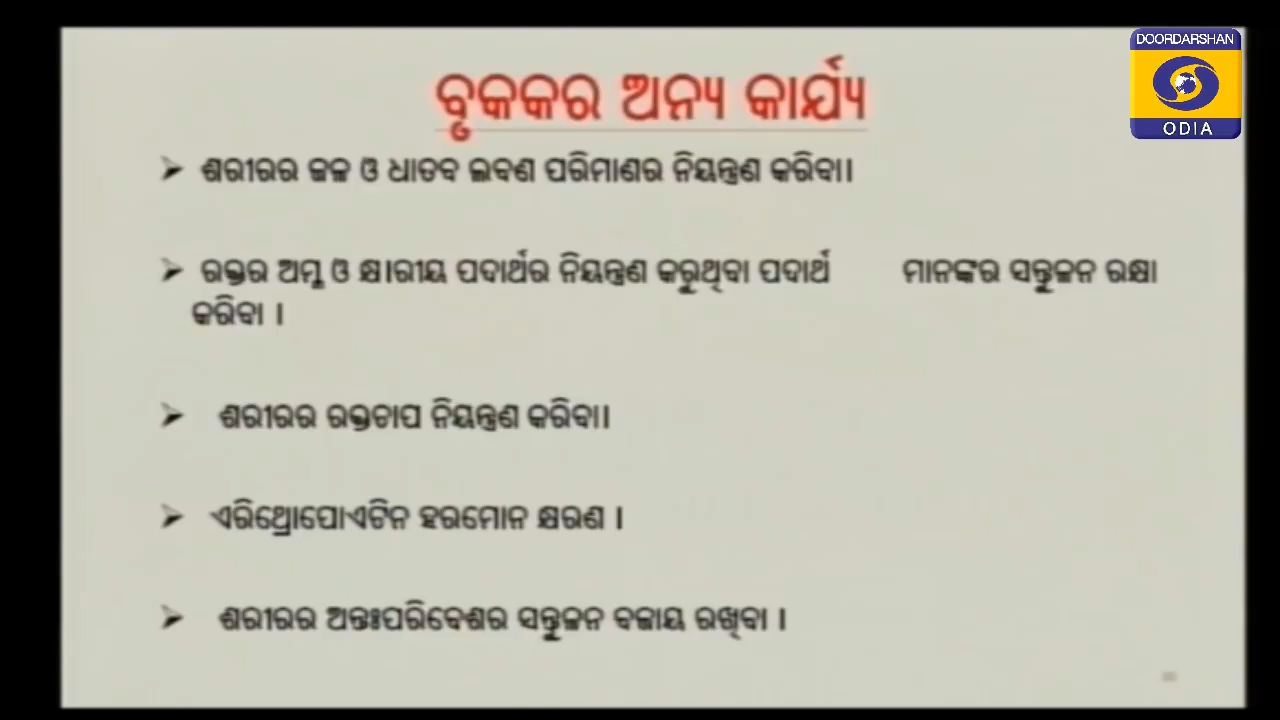 DOORDARSHAN
ODIA
ବୃକକର ଅନ୍ୟ କାର୍ଯ୍ୟ
➢ ଶରୀରର ଜଳ ଓ ଧାତବ ଲବଣ ପରିମାଣର ନିୟନ୍ତ୍ରଣ କରିବା।
➢ ରକ୍ତର ଅମ୍ଳ ଓ କ୍ଷାରୀୟ ପଦାର୍ଥର ନିୟନ୍ତ୍ରଣ କରୁଥିବା ପଦାର୍ଥ ମାନଙ୍କର ସନ୍ତୁଳନ ରକ୍ଷା
କରିବା ।
➢ ଶରୀରର ରକ୍ତଚାପ ନିୟନ୍ତ୍ରଣ କରିବା।
➢ ଏରିଥ୍ରୋପୋଏଟିନ ହରମୋନ କ୍ଷରଣ ।
➢ ଶରୀରର ଅନ୍ତଃପରିବେଶର ସନ୍ତୁଳନ ବଜାୟ ରଖିବା ।